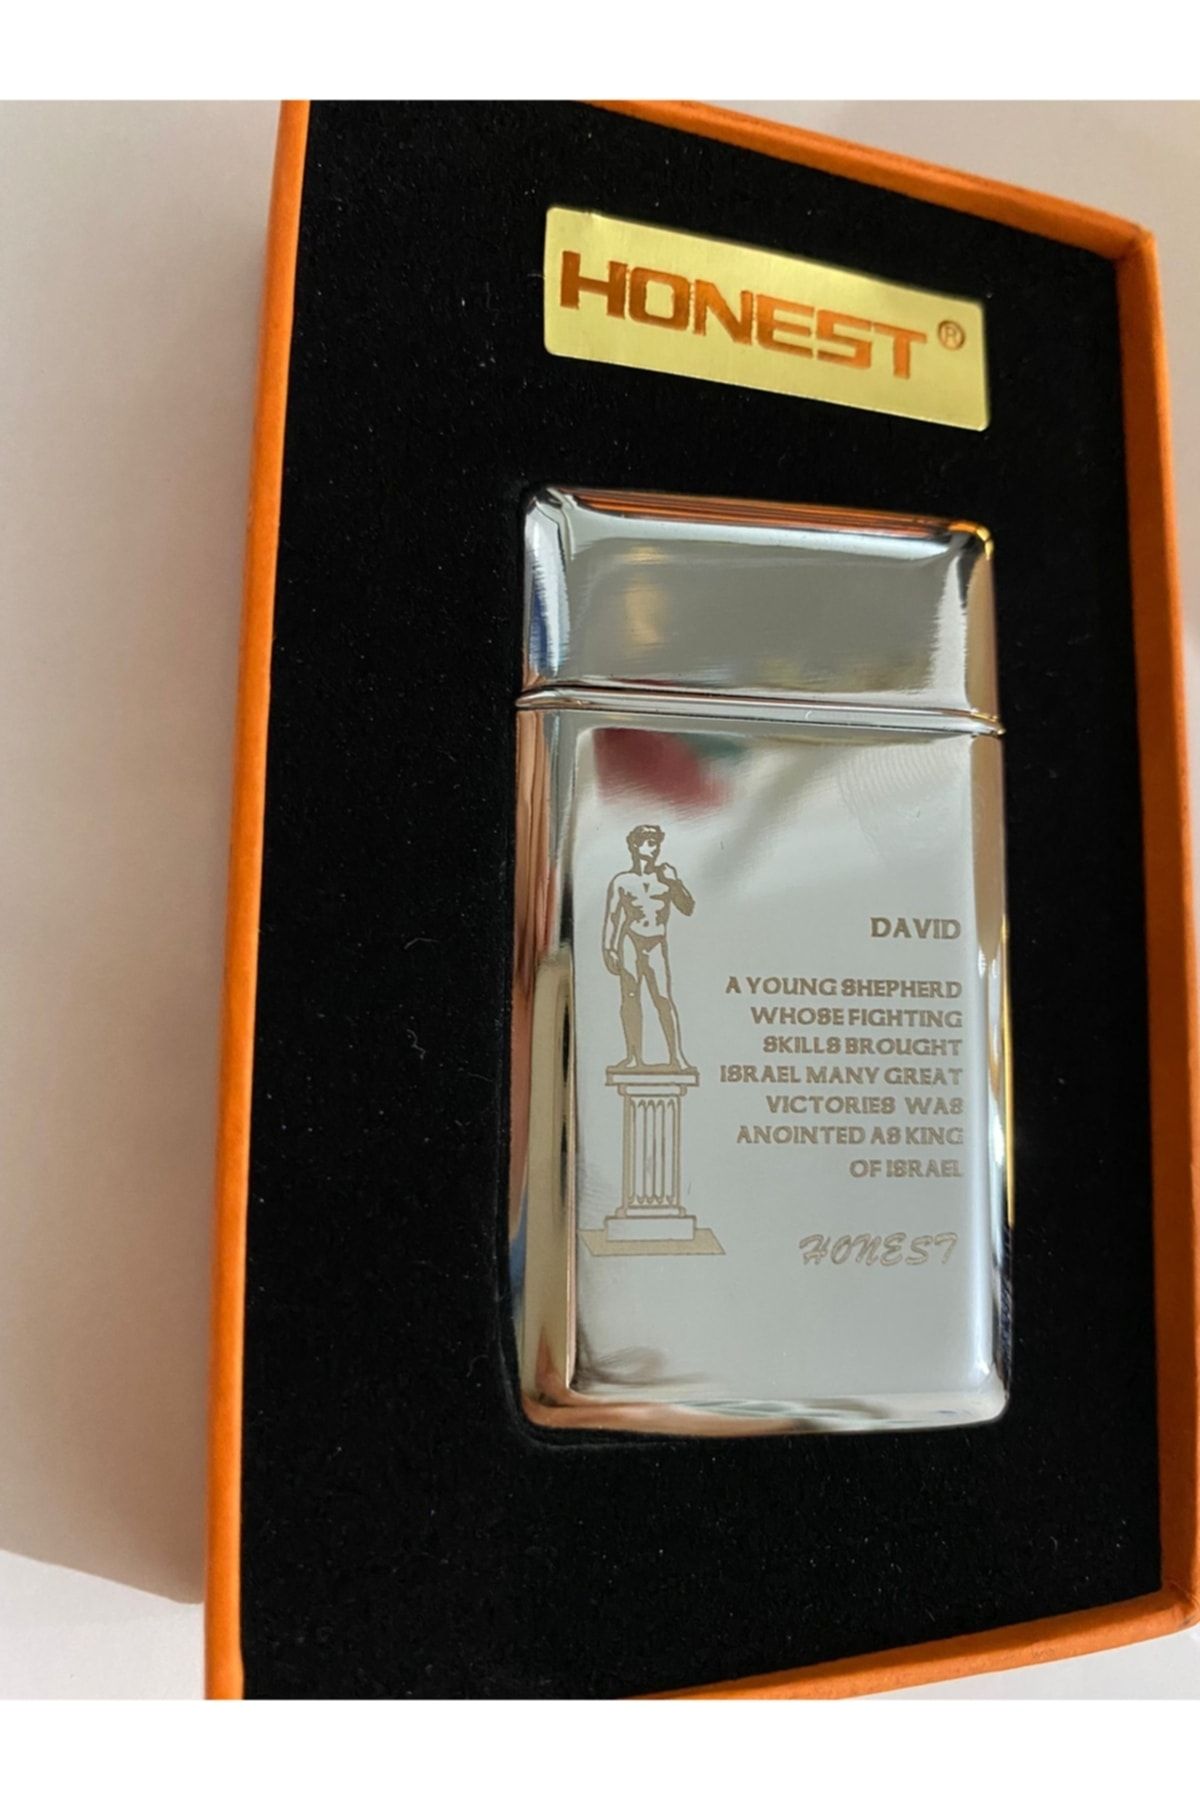 HONEST®
DAVID
A YOUNG SHEPHERD
WHOSE FIGHTING
SKILLS BROUGHT
ISRAEL MANY GREAT
VICTORIES WAS
ANOINTED AS KING
OF ISRAEL
HONEST